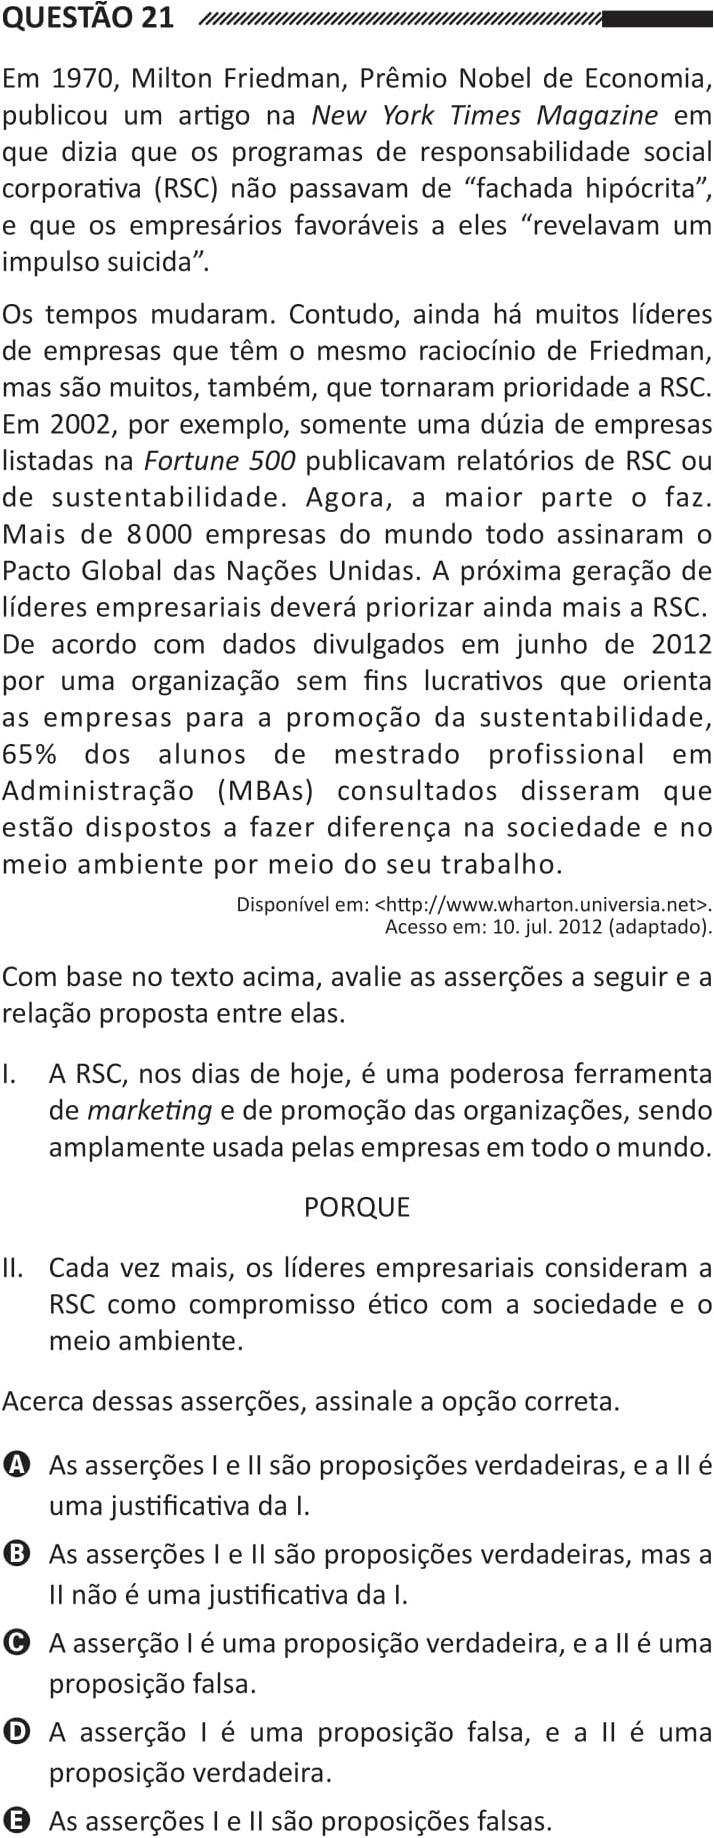 QUESTÃO 21
Em 1970, Milton Friedman, Prêmio Nobel de Economia,
publicou um artigo na New York Times Magazine em
que dizia que os programas de responsabilidade social
corporativa (RSC) não passavam de “fachada hipócrita”,
e que os empresários favoráveis a eles “revelavam um
impulso suicida”.
Os tempos mudaram. Contudo, ainda há muitos líderes
de empresas que têm o mesmo raciocínio de Friedman,
mas são muitos, também, que tornaram prioridade a RSC.
Em 2002, por exemplo, somente uma dúzia de empresas
listadas na Fortune 500 publicavam relatórios de RSC ou
de sustentabilidade. Agora, a maior parte o faz.
Mais de 8 000 empresas do mundo todo assinaram o
Pacto Global das Nações Unidas. A próxima geração de
líderes empresariais deverá priorizar ainda mais a RSC.
De acordo com dados divulgados em junho de 2012
por uma organização sem fins lucrativos que orienta
as empresas para a promoção da sustentabilidade,
65% dos alunos de mestrado profissional em
Administração (MBAs) consultados disseram que
estão dispostos a fazer diferença na sociedade e no
meio ambiente por meio do seu trabalho.
Disponível em: <http://www.wharton.universia.net>.
Acesso em: 10. jul. 2012 (adaptado).
Com base no texto acima, avalie as asserções a seguir e a
relação proposta entre elas.
I. A RSC, nos dias de hoje, é uma poderosa ferramenta
de marketing e de promoção das organizações, sendo
amplamente usada pelas empresas em todo o mundo.
PORQUE
II. Cada vez mais, os líderes empresariais consideram a
RSC como compromisso ético com a sociedade e o
meio ambiente.
Acerca dessas asserções, assinale a opção correta.
A As asserções I e II são proposições verdadeiras, e a II é
uma justificativa da I.
B As asserções I e II são proposições verdadeiras, mas a
II não é uma justificativa da I.
C A asserção I é uma proposição verdadeira, e a II é uma
proposição falsa.
D A asserção I é uma proposição falsa, e a II é uma
proposição verdadeira.
E As asserções I e II são proposições falsas.